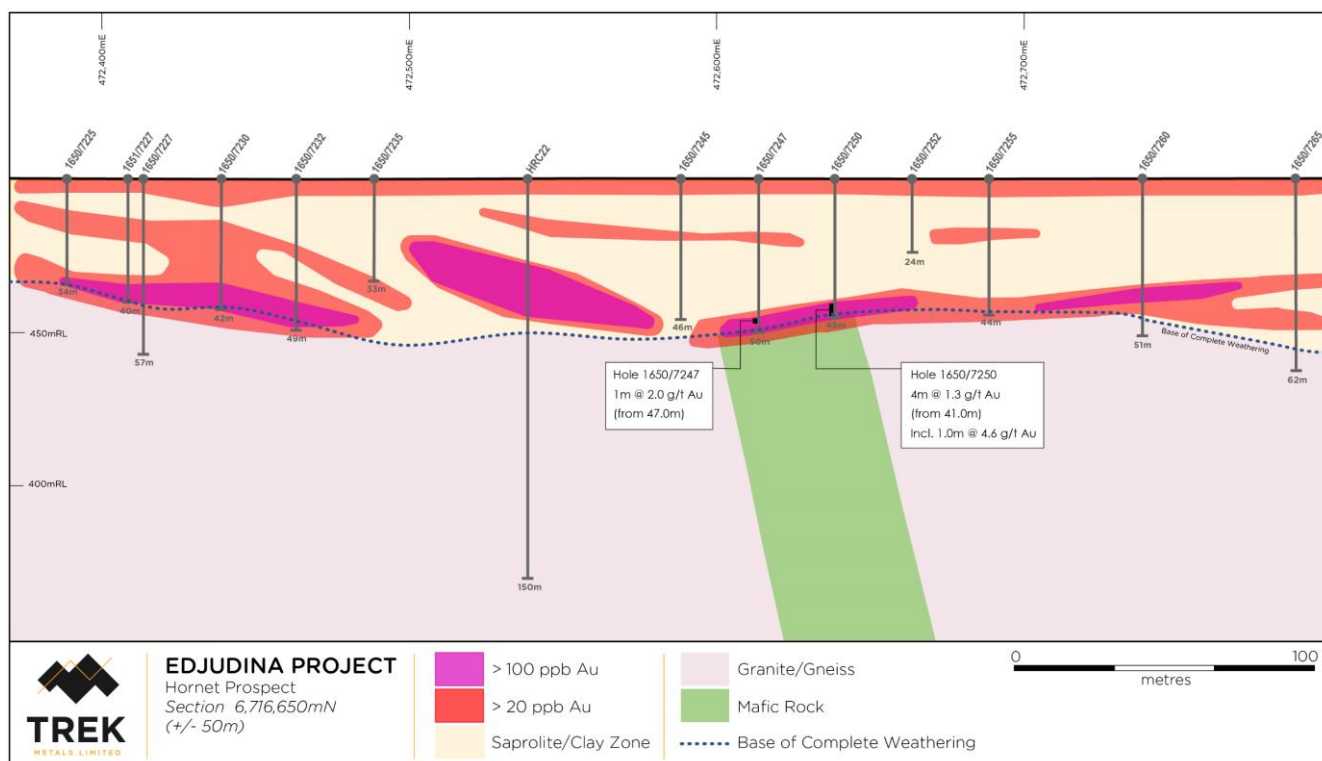 472,400mE
472,500mE
472,600mE
472,700mE
1650/7225
1651/7227
1650/7227
1650/7230
1650/7232
1650/7235
HRC22
1650/7245
1650/7247
1650/7250
1650/7252
1650/7255
1650/7260
1650/7265
34m
40m
57m
42m
49m
33m
150m
46m
50m
45m
24m
44m
51m
62m
450mRL
400mRL
Base of Complete Weathering
Hole 1650/7247
1m @ 2.0 g/t Au
(from 47.0m)
Hole 1650/7250
4m @ 1.3 g/t Au
(from 41.0m)
Incl. 1.0m @ 4.6 g/t Au
TREK
METALS LIMITED
EDJUDINA PROJECT
Hornet Prospect
Section 6,716,650mN
(+/- 50m)
> 100 ppb Au
> 20 ppb Au
Saprolite/Clay Zone
Granite/Gneiss
Mafic Rock
Base of Complete Weathering
0 100
metres